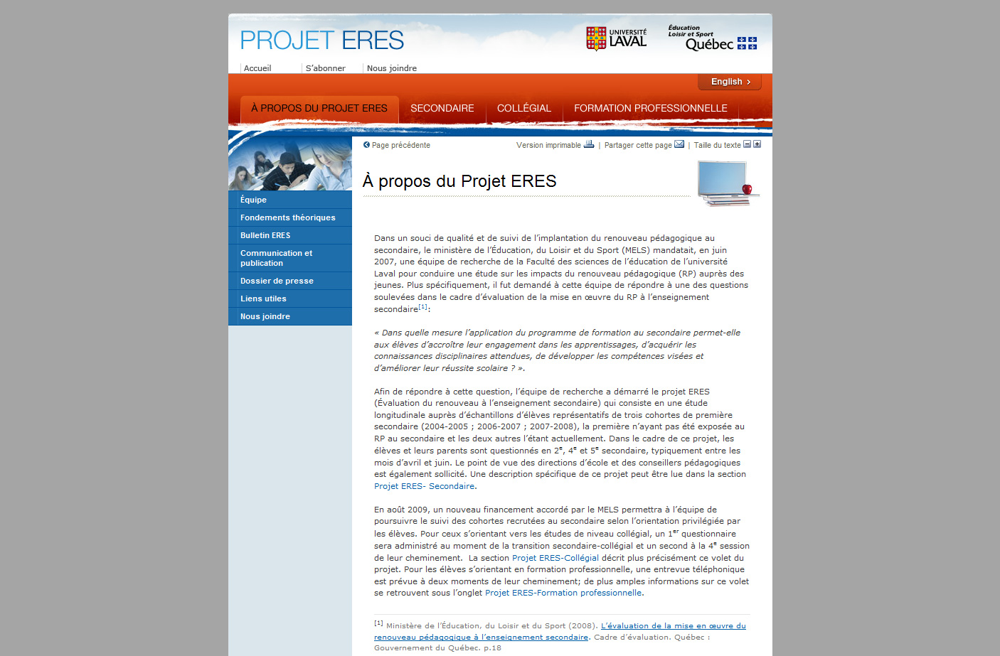 PROJET ERES
UNIVERSITÉ
LAVAL
Éducation
Loisir et Sport
Québec
Accueil
S'abonner
Nous joindre
English
À PROPOS DU PROJET ERES
SECONDAIRE
COLLÉGIAL
FORMATION PROFESSIONNELLE
Page précédente
Version imprimable | Partager cette page | Taille du texte
Équipe
Fondements théoriques
Bulletin ERES
Communication et
publication
Dossier de presse
Liens utiles
Nous joindre
À propos du Projet ERES
Dans un souci de qualité et de suivi de l'implantation du renouveau pédagogique au
secondaire, le ministère de l'Éducation, du Loisir et du Sport (MELS) mandatait, en juin
2007, une équipe de recherche de la Faculté des sciences de l'éducation de l'université
Laval pour conduire une étude sur les impacts du renouveau pédagogique (RP) auprès des
jeunes. Plus spécifiquement, il fut demandé à cette équipe de répondre à une des questions
soulevées dans le cadre d'évaluation de la mise en œuvre du RP à l'enseignement
secondaire[1]:
« Dans quelle mesure l'application du programme de formation au secondaire permet-elle
aux élèves d'accroître leur engagement dans les apprentissages, d'acquérir les
connaissances disciplinaires attendues, de développer les compétences visées et
d'améliorer leur réussite scolaire ? ».
Afin de répondre à cette question, l'équipe de recherche a démarré le projet ERES
(Évaluation du renouveau à l'enseignement secondaire) qui consiste en une étude
longitudinale auprès d'échantillons d'élèves représentatifs de trois cohortes de première
secondaire (2004-2005 ; 2006-2007 ; 2007-2008), la première n'ayant pas été exposée au
RP au secondaire et les deux autres l'étant actuellement. Dans le cadre de ce projet, les
élèves et leurs parents sont questionnés en 2e, 4e et 5e secondaire, typiquement entre les
mois d'avril et juin. Le point de vue des directions d'école et des conseillers pédagogiques
est également sollicité. Une description spécifique de ce projet peut être lue dans la section
Projet ERES- Secondaire.
En août 2009, un nouveau financement accordé par le MELS permettra à l'équipe de
poursuivre le suivi des cohortes recrutées au secondaire selon l'orientation privilégiée par
les élèves. Pour ceux s'orientant vers les études de niveau collégial, un 1er questionnaire
sera administré au moment de la transition secondaire-collégial et un second à la 4e session
de leur cheminement. La section Projet ERES-Collégial décrit plus précisément ce volet du
projet. Pour les élèves s'orientant en formation professionnelle, une entrevue téléphonique
est prévue à deux moments de leur cheminement; de plus amples informations sur ce volet
se retrouvent sous l'onglet Projet ERES-Formation professionnelle.
[1] Ministère de l'Éducation, du Loisir et du Sport (2008). L'évaluation de la mise en œuvre du
renouveau pédagogique à l'enseignement secondaire. Cadre d'évaluation. Québec :
Gouvernement du Québec. p.18